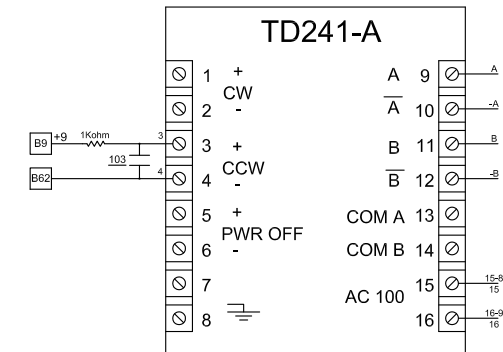 TD241-A
1 + A 9 A
CW
2 - A 10 -A
B9 +9 1Kohm 3 3 + B 11 B
103 CCW
B62 4 4 - B 12 -B
5 + COM A 13
PWR OFF
6 - COM B 14
7 15 15-8
15
AC 100
8 16 16-9
16